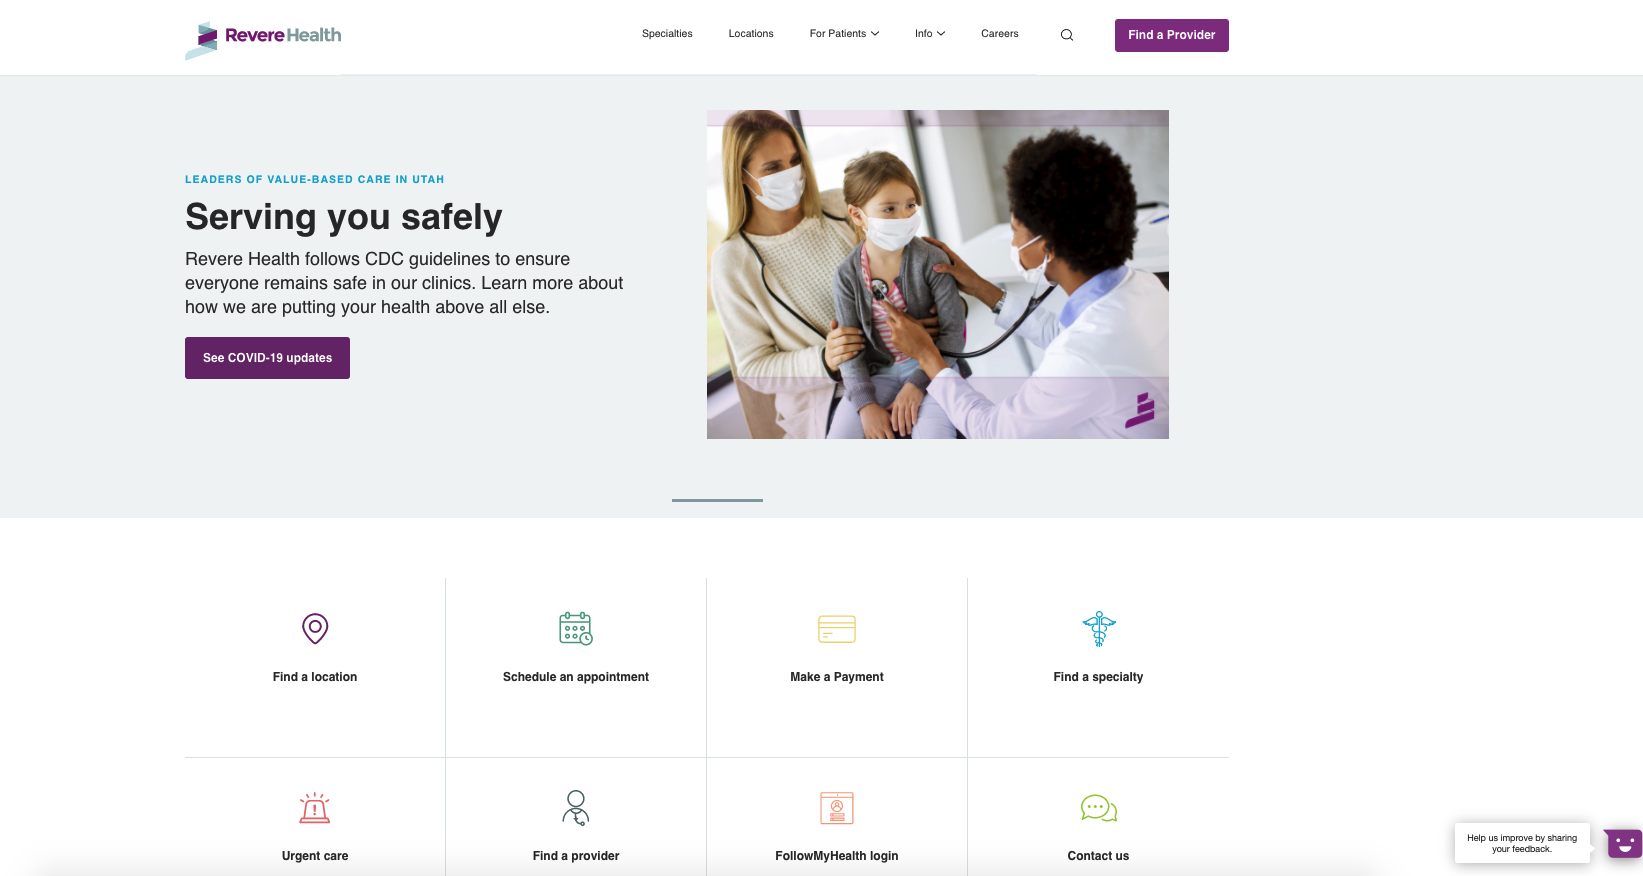 Revere Health
Specialties
Locations
For Patients
Info
Careers
Find a Provider
LEADERS OF VALUE-BASED CARE IN UTAH
Serving you safely
Revere Health follows CDC guidelines to ensure
everyone remains safe in our clinics. Learn more about
how we are putting your health above all else.
See COVID-19 updates
Find a location
Schedule an appointment
Make a Payment
Find a specialty
Urgent care
Find a provider
FollowMyHealth login
Contact us
Help us improve by sharing
your feedback.